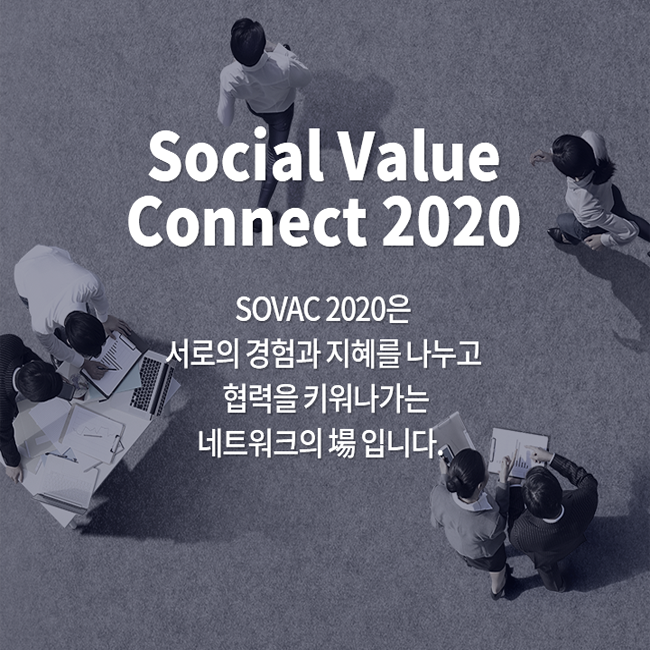 Social Value
Connect 2020
SOVAC 2020은
서로의 경험과 지혜를 나누고
협력을 키워나가는
네트워크의 場 입니다.